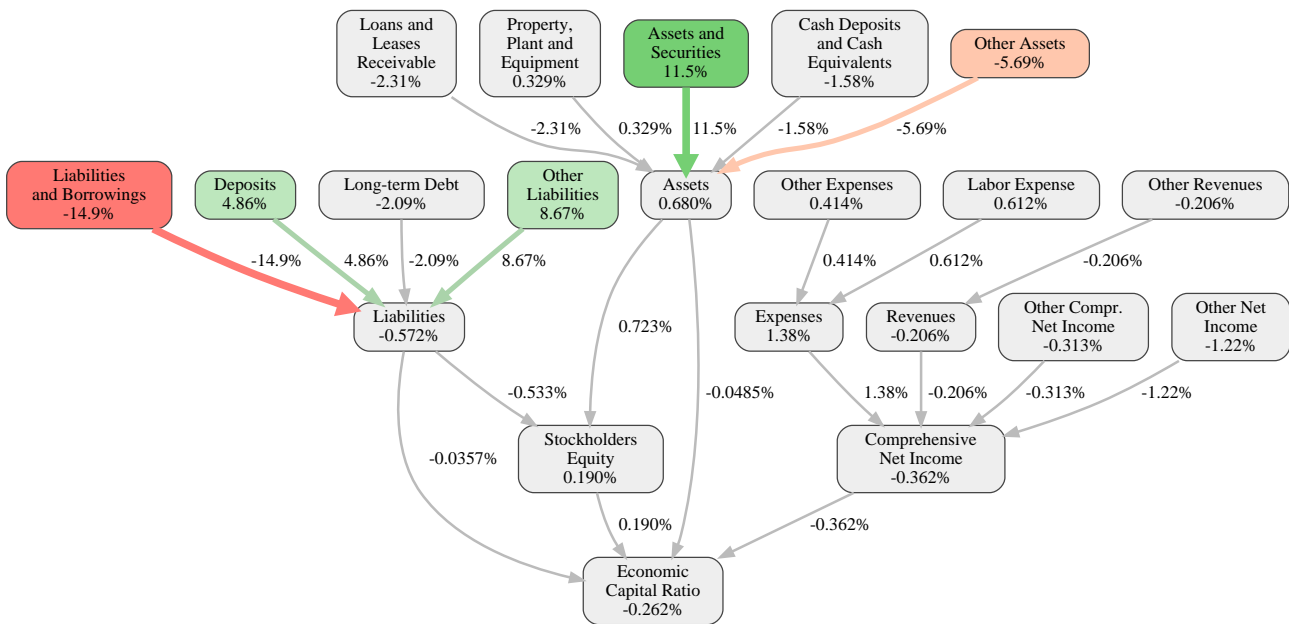 Loans and
Leases
Receivable
-2.31%
Property,
Plant and
Equipment
0.329%
Assets and
Securities
11.5%
Cash Deposits
and Cash
Equivalents
-1.58%
Other Assets
-5.69%
-2.31%
0.329%
11.5%
-1.58%
-5.69%
Liabilities
and Borrowings
-14.9%
Deposits
4.86%
Long-term Debt
-2.09%
Other
Liabilities
8.67%
Assets
0.680%
Other Expenses
0.414%
Labor Expense
0.612%
Other Revenues
-0.206%
-14.9%
4.86%
-2.09%
8.67%
0.414%
0.612%
-0.206%
Liabilities
-0.572%
0.723%
Expenses
1.38%
Revenues
-0.206%
Other Compr.
Net Income
-0.313%
Other Net
Income
-1.22%
-0.533%
-0.0485%
1.38%
-0.206%
-0.313%
-1.22%
-0.0357%
Stockholders
Equity
0.190%
Comprehensive
Net Income
-0.362%
0.190%
-0.362%
Economic
Capital Ratio
-0.262%